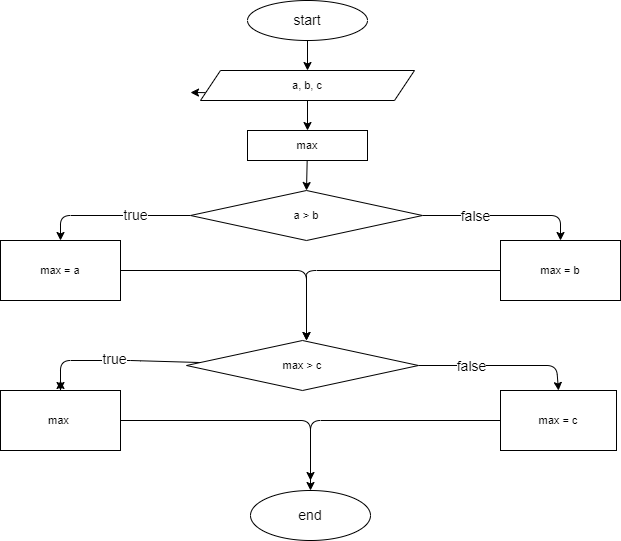 start
a, b, c
max
a > b
true
false
max = a
max = b
max > c
true
false
max
max = c
end